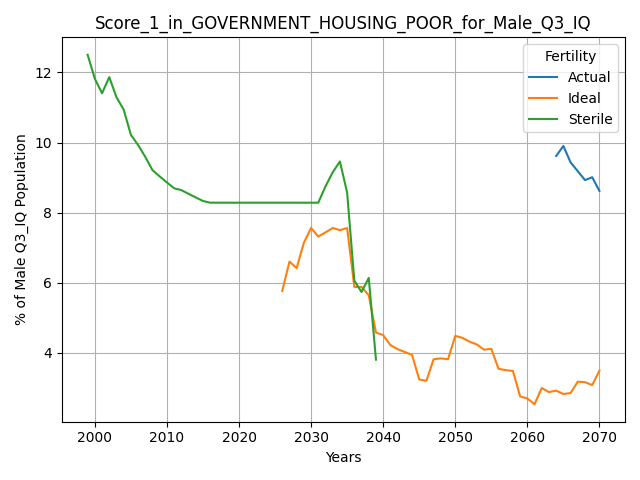 Score_1_in_GOVERNMENT_HOUSING_POOR_for_Male_Q3_IQ
Fertility
Actual
Ideal
Sterile
% of Male Q3_IQ Population
12
10
8
6
4
2000 2010 2020 2030 2040 2050 2060 2070
Years